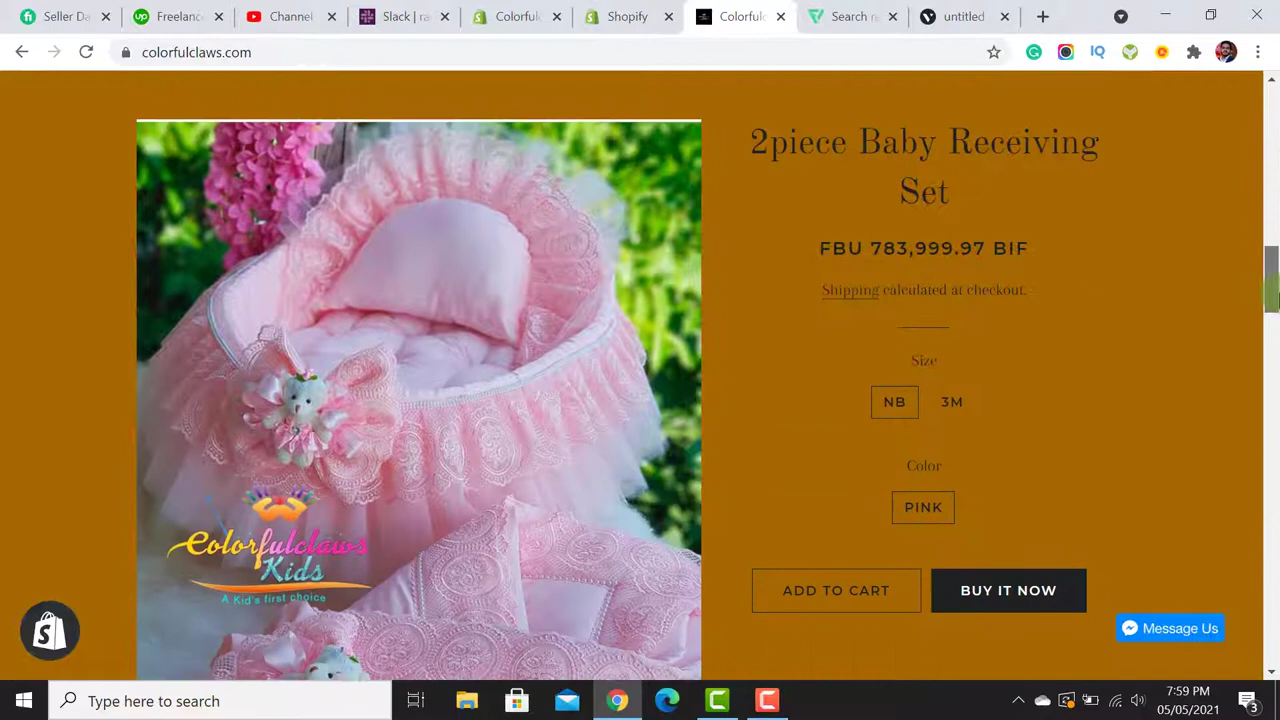 Seller D
Freelanc
Channel
Slack | ra
Colorful
Shopify
Colorful
Search re
untitled
colorfulclaws.com
2piece Baby Receiving
Set
FBU 783,999.97 BIF
Shipping calculated at checkout.
Size
NB 3M
Color
PINK
ADD TO CART BUY IT NOW
Colorfulclaws
Kids
A Kid's first choice
Message Us
Type here to search
7:59 PM
05/05/2021
3